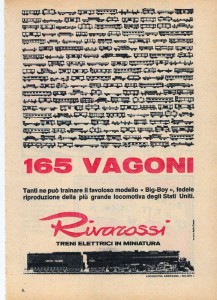 165 VAGONI
Tanti ne può trainare il favoloso modello « Big-Boy », fedele
riproduzione della più grande locomotiva degli Stati Uniti.
Rivarossi
TRENI ELETTRICI IN MINIATURA